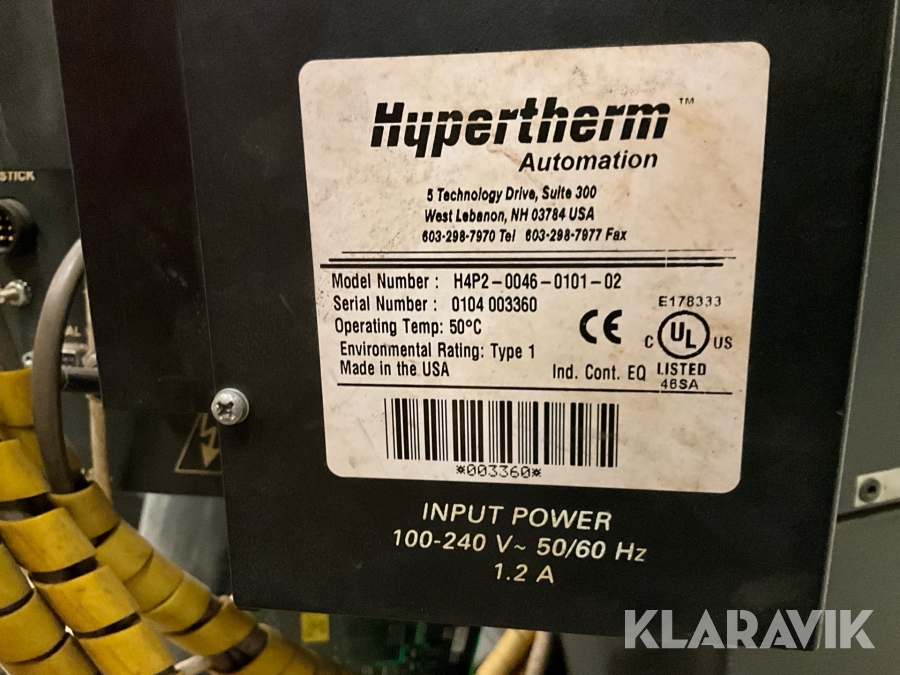 STICK
Hypertherm™
Automation
5 Technology Drive, Suite 300
West Lebanon, NH 03784 USA
603-298-7970 Tel 603-298-7977 Fax
Model Number : H4P2-0046-0101-02
Serial Number : 0104 003360
Operating Temp: 50°C
Environmental Rating: Type 1
Made in the USA
CE
E178333
C UL US
Ind. Cont. EQ LISTED
46SA
*003360*
INPUT POWER
100-240 V~ 50/60 Hz
1.2 A
KLARAVIK